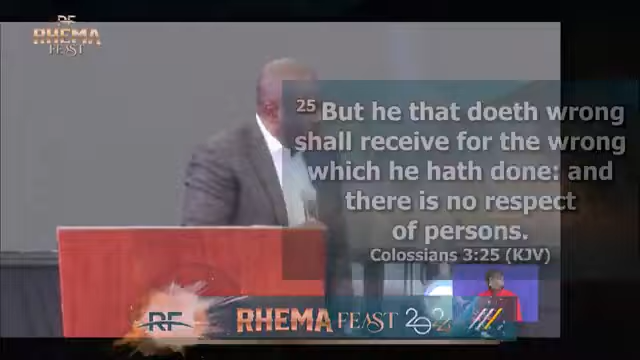 RF
RHEMA
FEAST
25 But he that doeth wrong
shall receive for the wrong
which he hath done: and
there is no respect
of persons.
Colossians 3:25 (KJV)
RF RHEMA FEAST